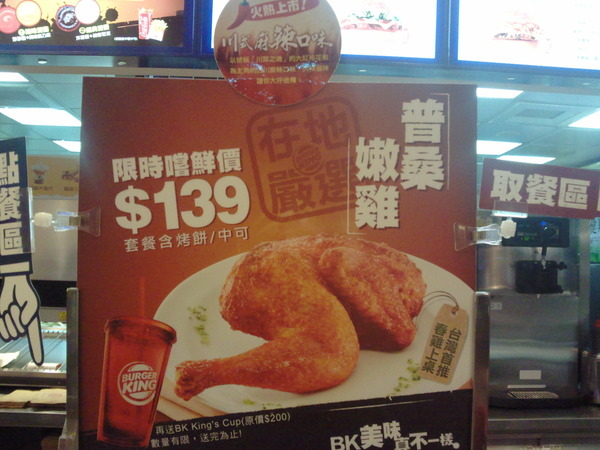 火熱上市!
川式麻辣口味
點餐區
在地
嚴選
普桑
嫩雞
限時嚐鮮價
$139
套餐含烤餅/中可
取餐區
台灣首推
春雞上桌
BURGER
KING
再送BK King's Cup(原價$200)
數量有限，送完為止!
BK美味真不一樣。